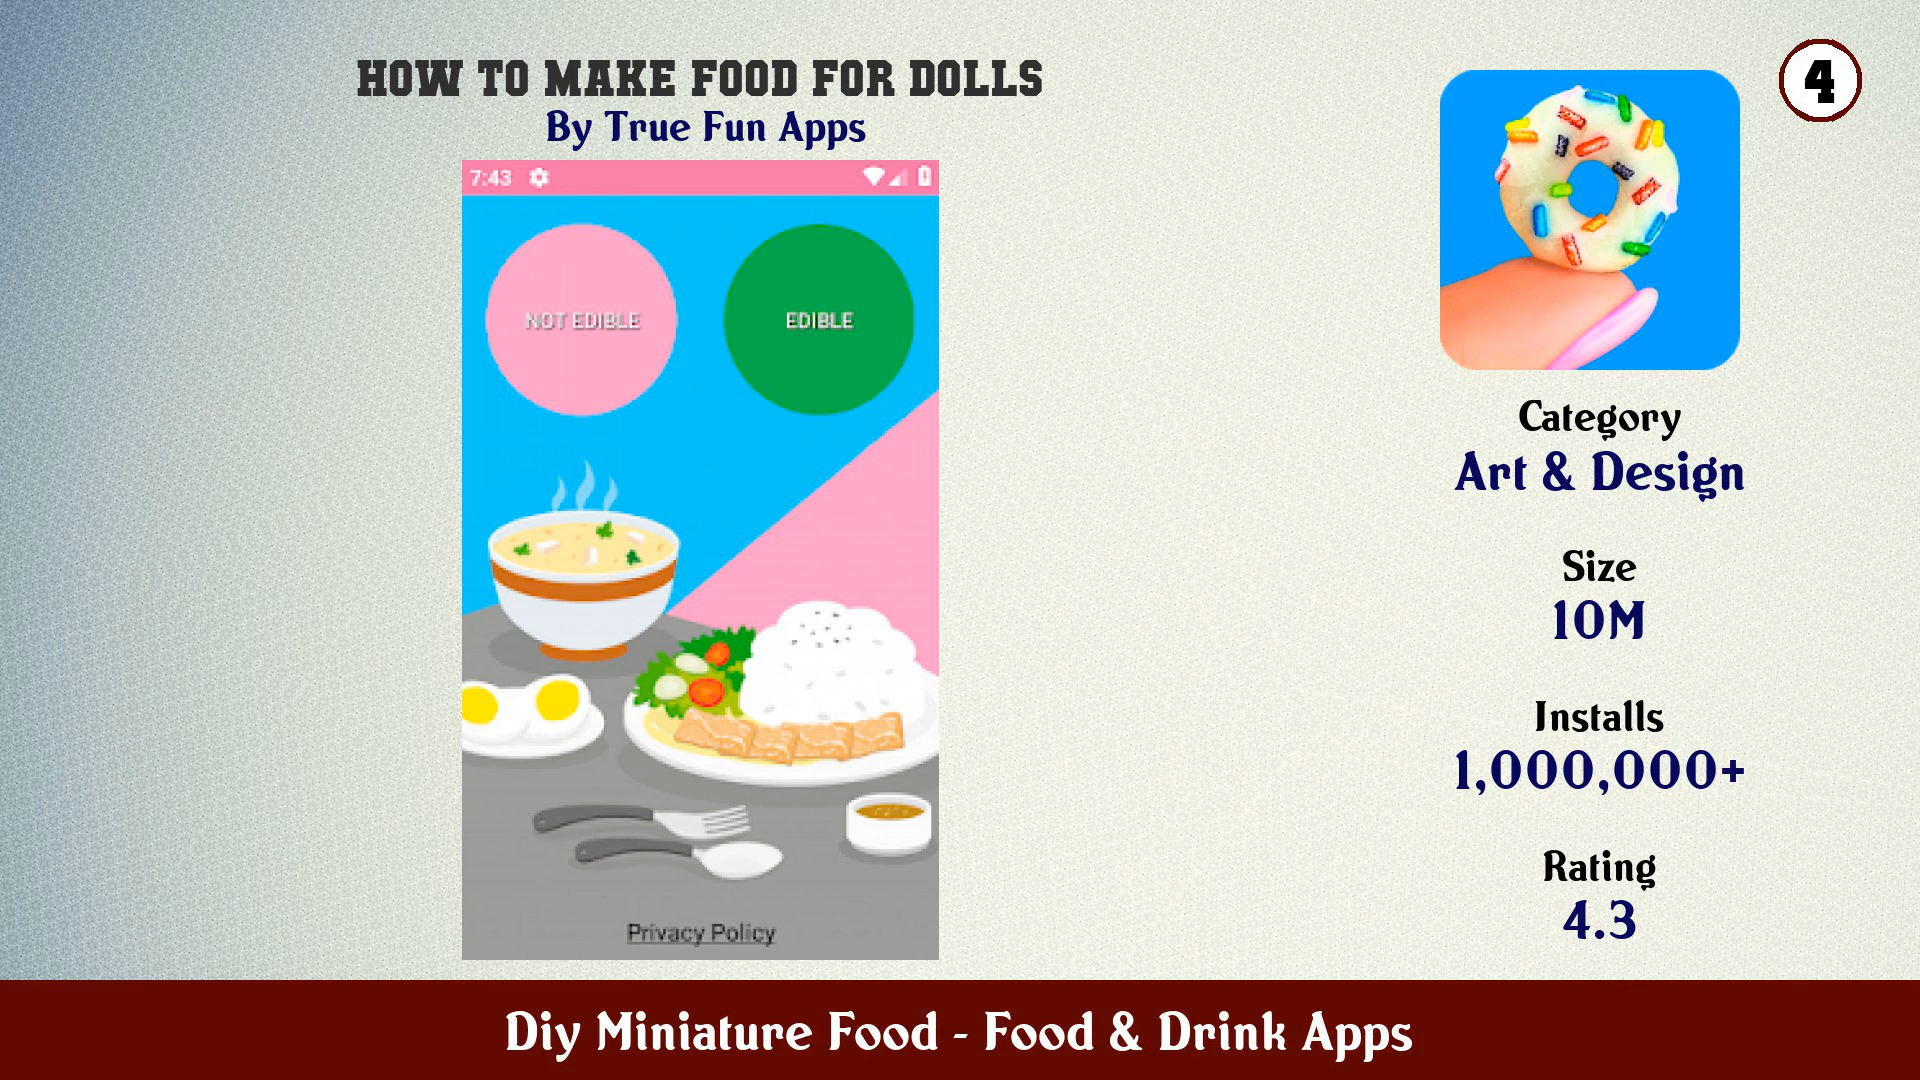 HOW TO MAKE FOOD FOR DOLLS
By True Fun Apps
4
7:43
NOT EDIBLE
EDIBLE
Privacy Policy
Category
Art & Design
Size
10M
Installs
1,000,000+
Rating
4.3
Diy Miniature Food - Food & Drink Apps